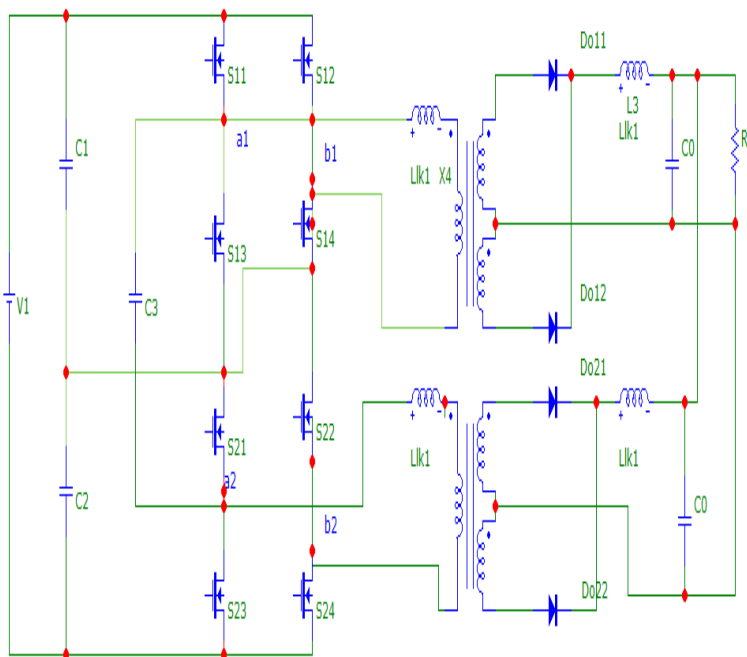 Do11
S11
S12
L3
Llk1
a1
C1
b1
C0
R
Llk1 X4
S13
S14
V1
C3
Do12
Do21
S21
S22
Llk1
Llk1
a2
C2
b2
C0
Do22
S23
S24